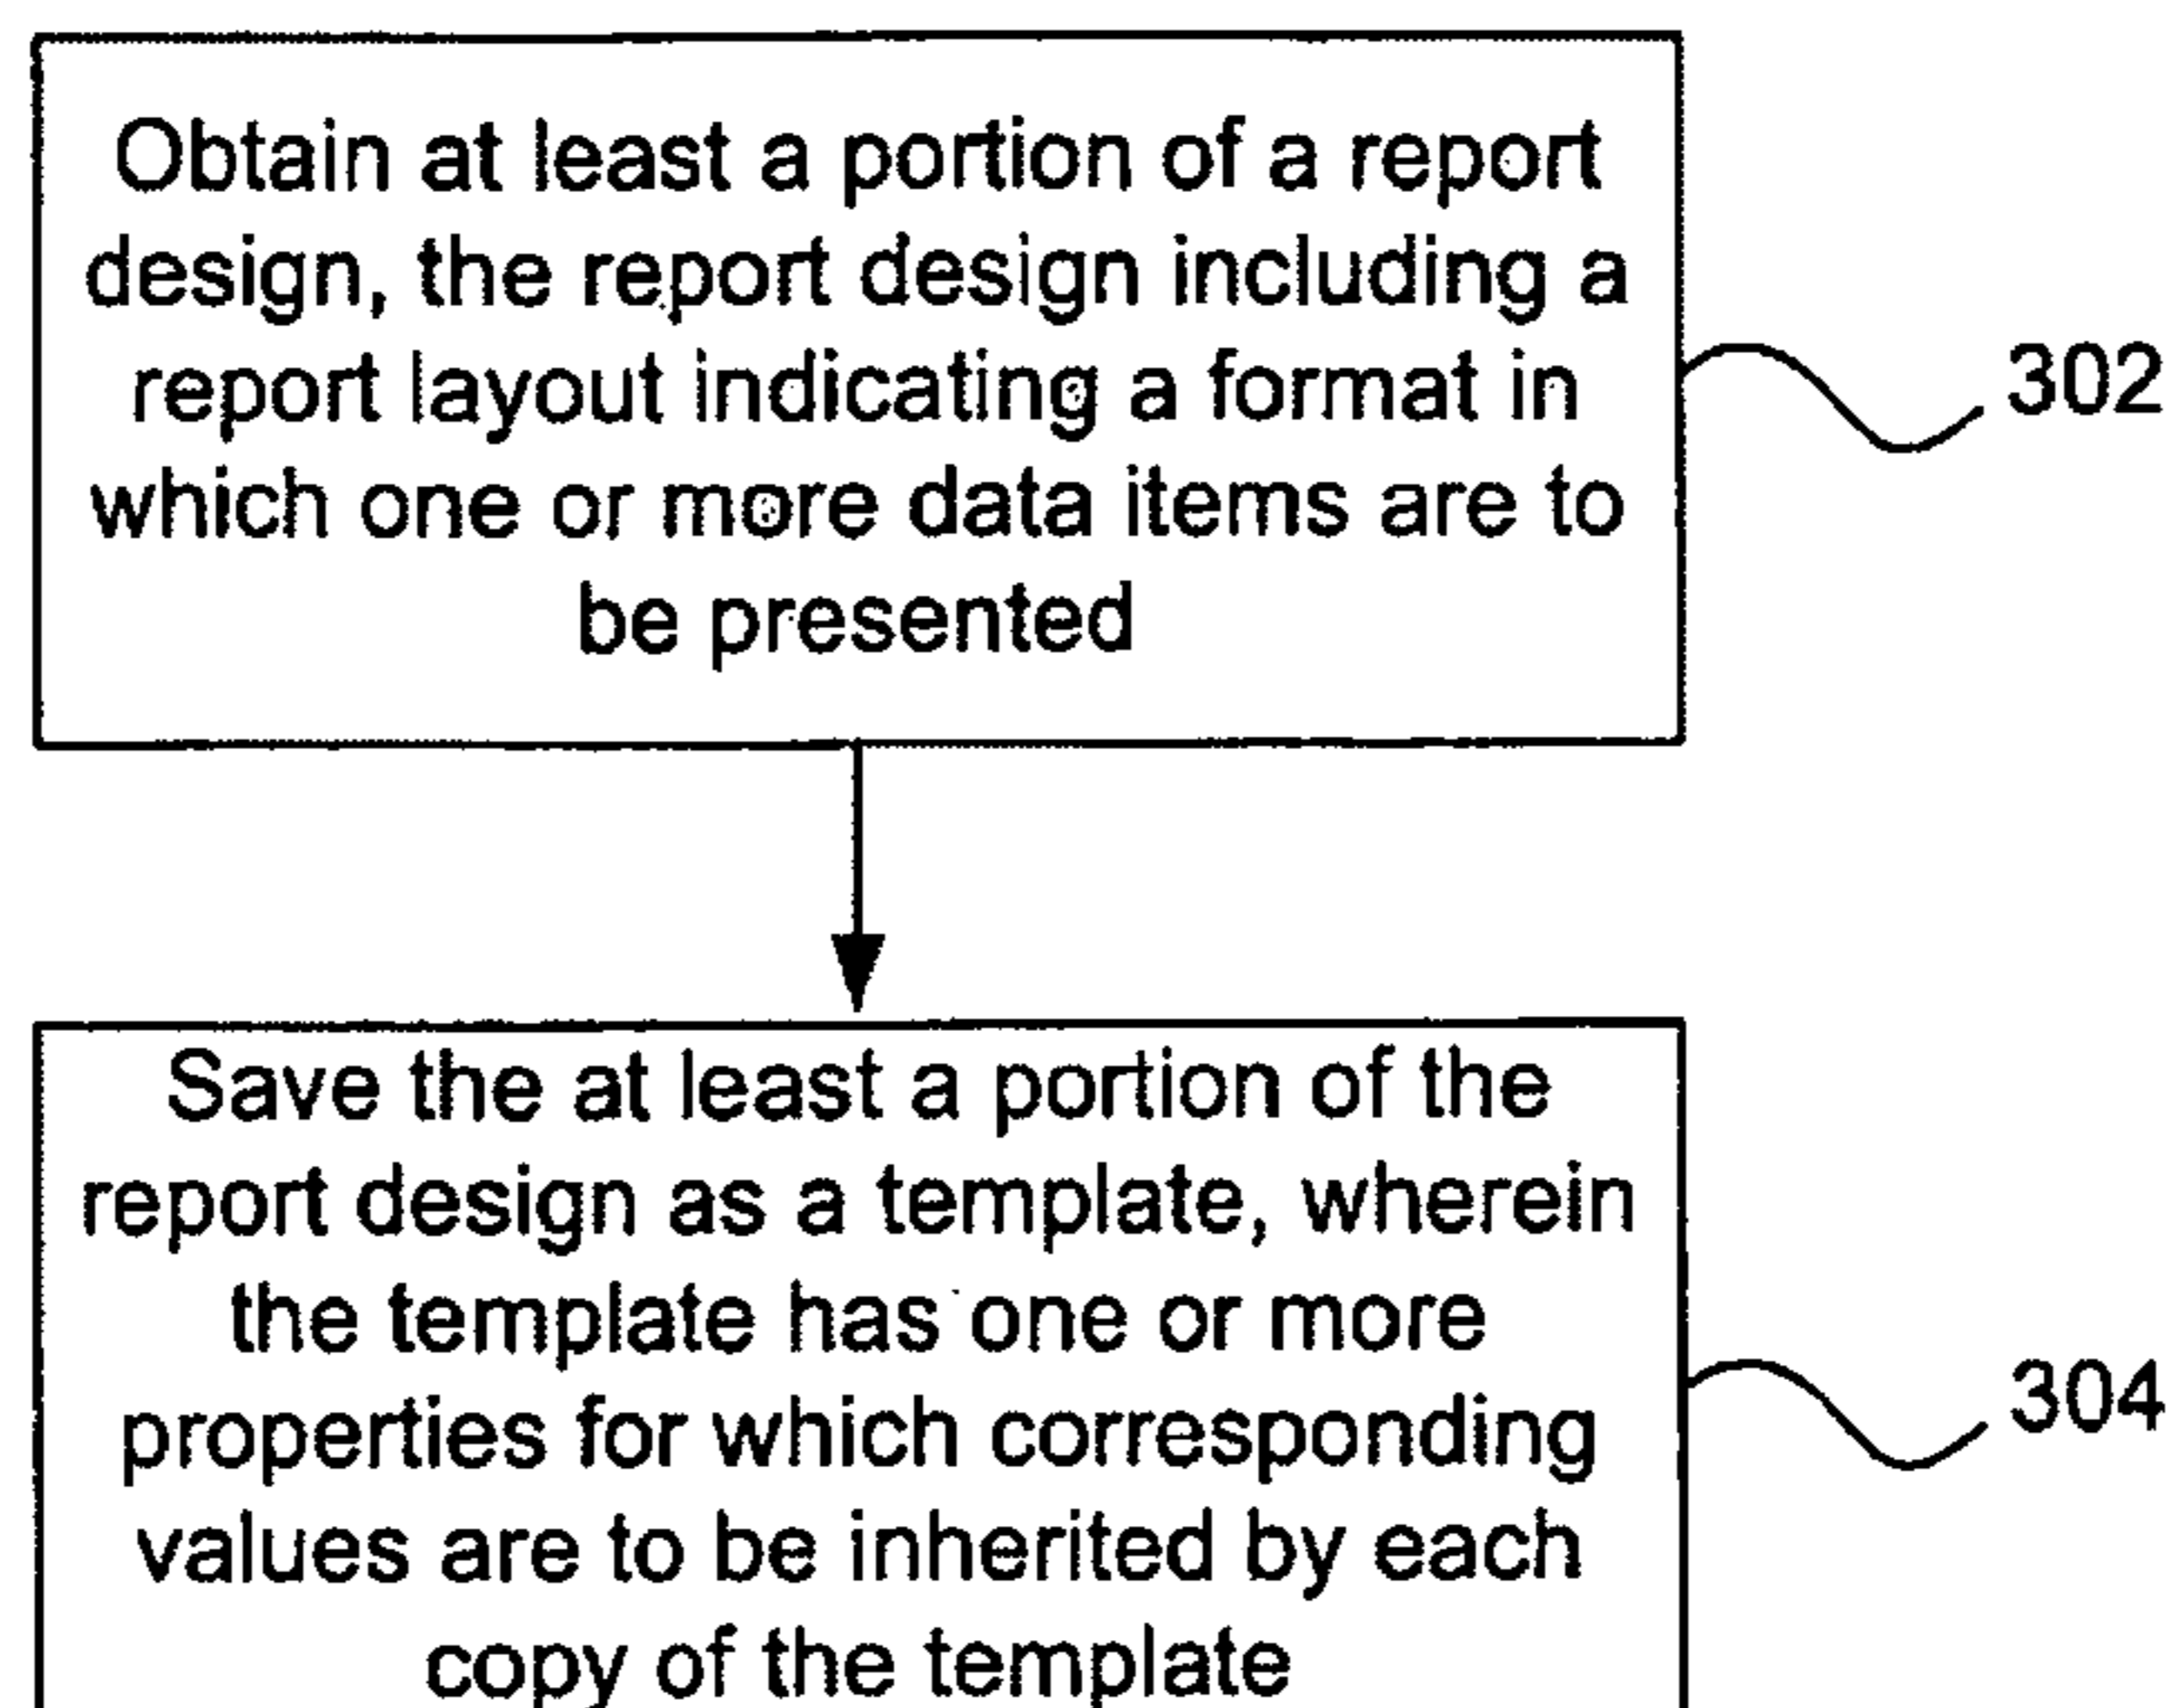 Obtain at least a portion of a report
design, the report design including a
report layout indicating a format in
which one or more data items are to
be presented
302
Save the at least a portion of the
report design as a template, wherein
the template has one or more
properties for which corresponding
values are to be inherited by each
copy of the template
304